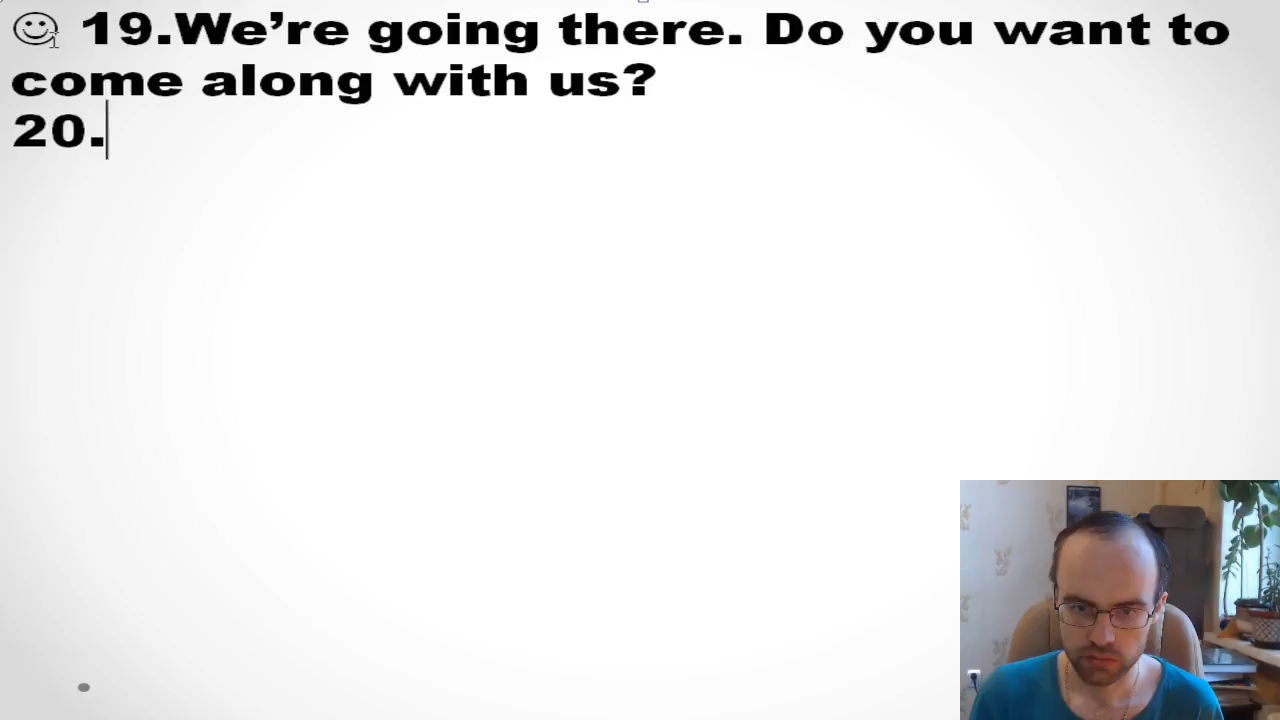 ☺ 19.We’re going there. Do you want to
come along with us?
20.